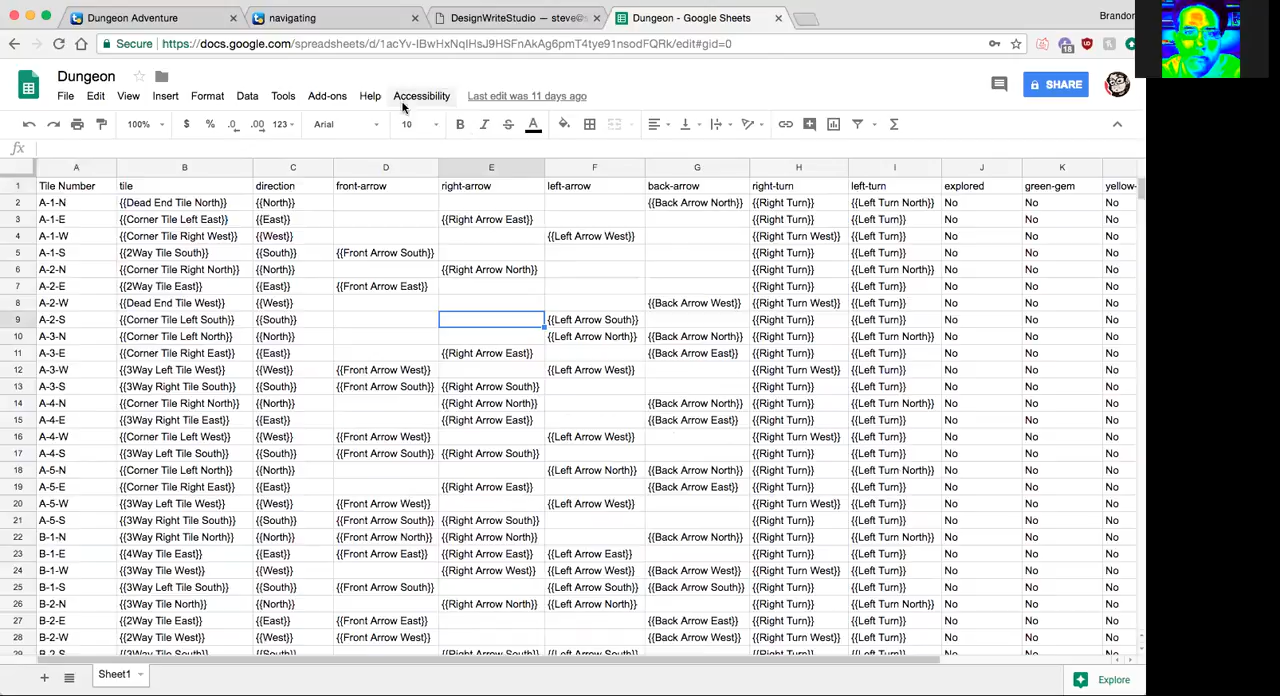 Dungeon Adventure navigating DesignWriteStudio — steve@s Dungeon - Google Sheets Brandon
Secure https://docs.google.com/spreadsheets/d/1acYv-IBwHxNqIHsJ9HSFnAkAg6pmT4tye91nsodFQRk/edit#gid=0 18
Dungeon
File Edit View Insert Format Data Tools Add-ons Help Accessibility Last edit was 11 days ago SHARE
100% $ % .0 .00 123 Arial 10 B I S A Σ
fx
A B C D E F G H I J K
1 Tile Number tile direction front-arrow right-arrow left-arrow back-arrow right-turn left-turn explored green-gem yellow-
2 A-1-N {{Dead End Tile North}} {{North}} {{Back Arrow North}} {{Right Turn}} {{Left Turn North}} No No No
3 A-1-E {{Corner Tile Left East}} {{East}} {{Right Arrow East}} {{Right Turn}} {{Left Turn}} No No No
4 A-1-W {{Corner Tile Right West}} {{West}} {{Left Arrow West}} {{Right Turn West}} {{Left Turn}} No No No
5 A-1-S {{2Way Tile South}} {{South}} {{Front Arrow South}} {{Right Turn}} {{Left Turn}} No No No
6 A-2-N {{Corner Tile Right North}} {{North}} {{Right Arrow North}} {{Right Turn}} {{Left Turn North}} No No No
7 A-2-E {{2Way Tile East}} {{East}} {{Front Arrow East}} {{Right Turn}} {{Left Turn}} No No No
8 A-2-W {{Dead End Tile West}} {{West}} {{Back Arrow West}} {{Right Turn West}} {{Left Turn}} No No No
9 A-2-S {{Corner Tile Left South}} {{South}} {{Left Arrow South}} {{Right Turn}} {{Left Turn}} No No No
10 A-3-N {{Corner Tile Left North}} {{North}} {{Left Arrow North}} {{Back Arrow North}} {{Right Turn}} {{Left Turn North}} No No No
11 A-3-E {{Corner Tile Right East}} {{East}} {{Right Arrow East}} {{Back Arrow East}} {{Right Turn}} {{Left Turn}} No No No
12 A-3-W {{3Way Left Tile West}} {{West}} {{Front Arrow West}} {{Left Arrow West}} {{Right Turn West}} {{Left Turn}} No No No
13 A-3-S {{3Way Right Tile South}} {{South}} {{Front Arrow South}} {{Right Arrow South}} {{Right Turn}} {{Left Turn}} No No No
14 A-4-N {{Corner Tile Right North}} {{North}} {{Right Arrow North}} {{Back Arrow North}} {{Right Turn}} {{Left Turn North}} No No No
15 A-4-E {{3Way Right Tile East}} {{East}} {{Right Arrow East}} {{Back Arrow East}} {{Right Turn}} {{Left Turn}} No No No
16 A-4-W {{Corner Tile Left West}} {{West}} {{Front Arrow West}} {{Left Arrow West}} {{Right Turn West}} {{Left Turn}} No No No
17 A-4-S {{3Way Left Tile South}} {{South}} {{Front Arrow South}} {{Right Arrow South}} {{Right Turn}} {{Left Turn}} No No No
18 A-5-N {{Corner Tile Left North}} {{North}} {{Left Arrow North}} {{Back Arrow North}} {{Right Turn}} {{Left Turn North}} No No No
19 A-5-E {{Corner Tile Right East}} {{East}} {{Right Arrow East}} {{Back Arrow East}} {{Right Turn}} {{Left Turn}} No No No
20 A-5-W {{3Way Left Tile West}} {{West}} {{Front Arrow West}} {{Left Arrow West}} {{Right Turn West}} {{Left Turn}} No No No
21 A-5-S {{3Way Right Tile South}} {{South}} {{Front Arrow South}} {{Right Arrow South}} {{Right Turn}} {{Left Turn}} No No No
22 B-1-N {{3Way Right Tile North}} {{North}} {{Front Arrow North}} {{Right Arrow North}} {{Back Arrow North}} {{Right Turn}} {{Left Turn North}} No No No
23 B-1-E {{4Way Tile East}} {{East}} {{Front Arrow East}} {{Right Arrow East}} {{Left Arrow East}} {{Right Turn}} {{Left Turn}} No No No
24 B-1-W {{3Way Tile West}} {{West}} {{Right Arrow West}} {{Left Arrow West}} {{Back Arrow West}} {{Right Turn West}} {{Left Turn}} No No No
25 B-1-S {{3Way Left Tile South}} {{South}} {{Front Arrow South}} {{Left Arrow South}} {{Back Arrow South}} {{Right Turn}} {{Left Turn}} No No No
26 B-2-N {{3Way Tile North}} {{North}} {{Right Arrow North}} {{Left Arrow North}} {{Right Turn}} {{Left Turn North}} No No No
27 B-2-E {{2Way Tile East}} {{East}} {{Front Arrow East}} {{Back Arrow East}} {{Right Turn}} {{Left Turn}} No No No
28 B-2-W {{2Way Tile West}} {{West}} {{Front Arrow West}} {{Back Arrow West}} {{Right Turn West}} {{Left Turn}} No No No
29 B-2-S {{3Way Tile South}} {{South}} {{Right Arrow South}} {{Left Arrow South}} {{Right Turn}} {{Left Turn}} No No No
Sheet1 Explore